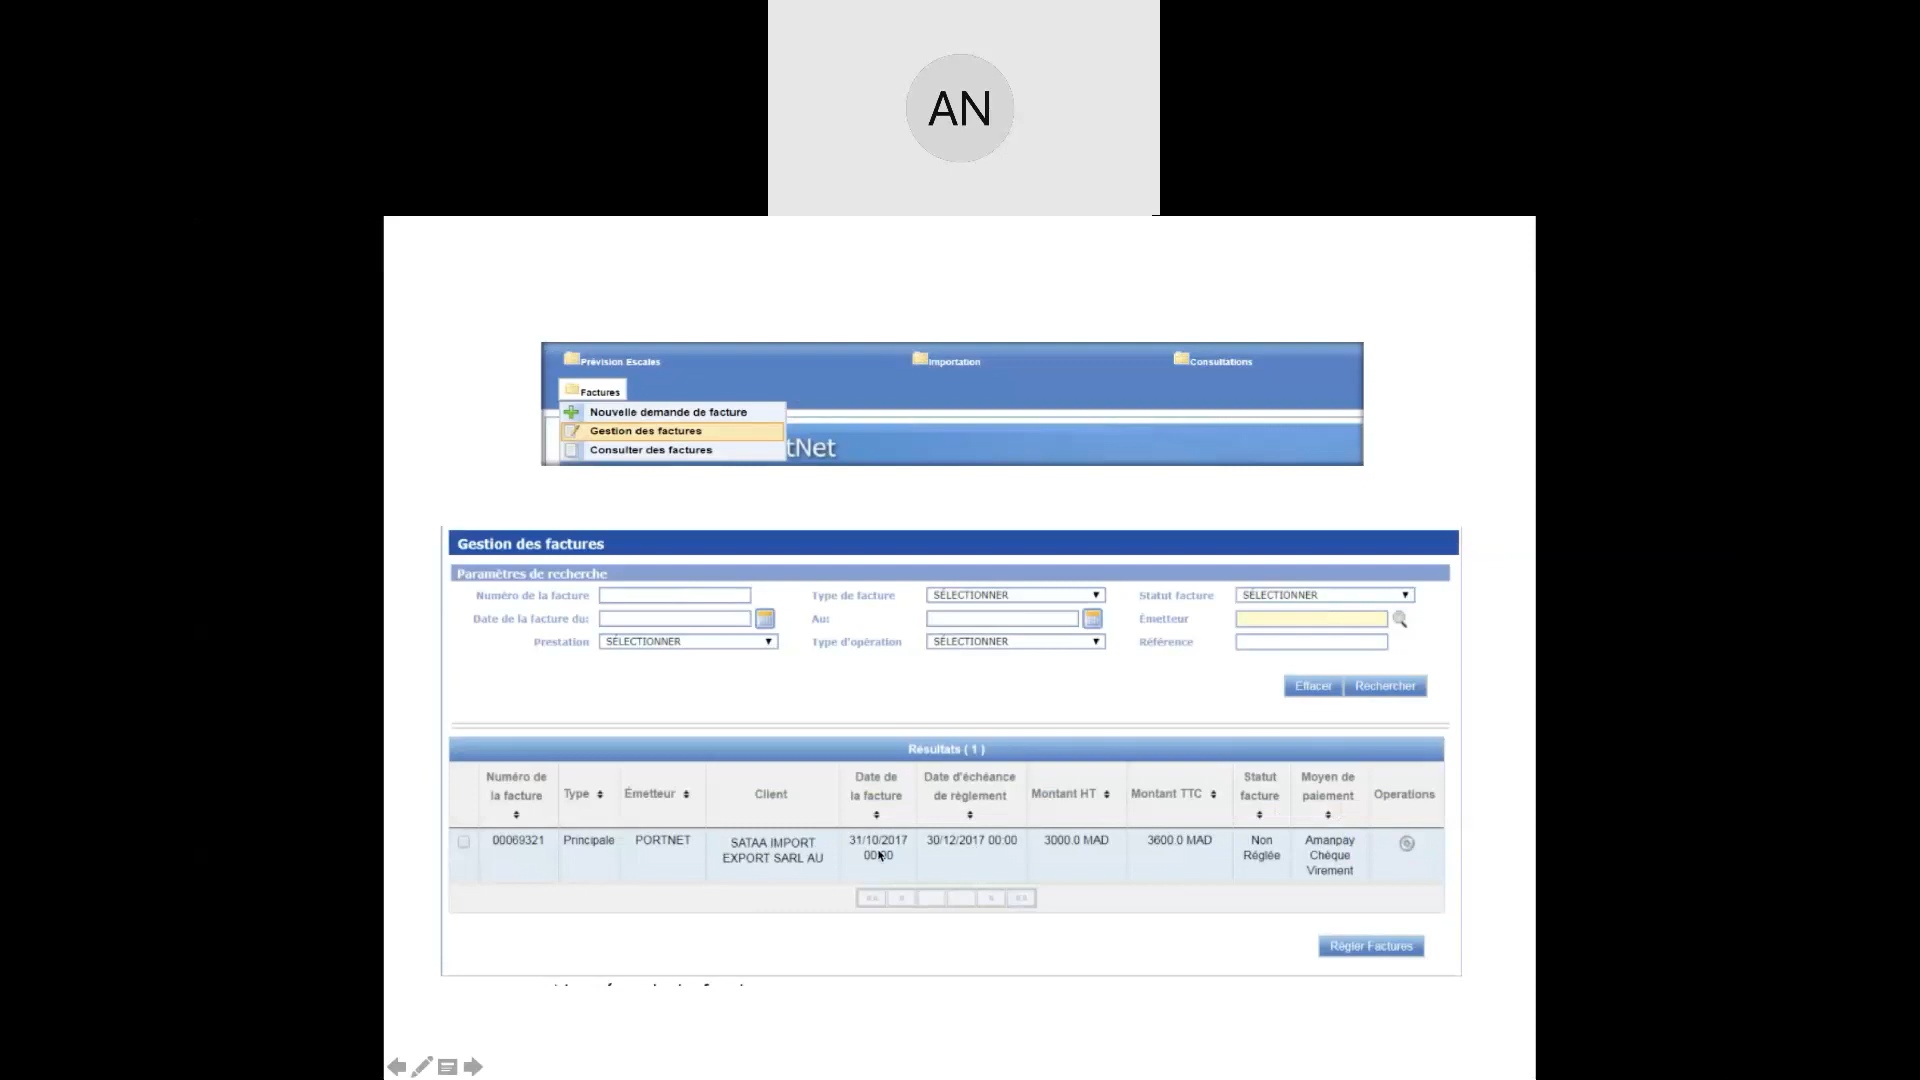 AN
Prévision Escales
Importation
Consultations
Factures
Nouvelle demande de facture
Gestion des factures
Consulter des factures
tNet
Gestion des factures
Paramètres de recherche
Numéro de la facture
Type de facture SÉLECTIONNER
Statut facture SÉLECTIONNER
Date de la facture du:
Au:
Émetteur
Prestation SÉLECTIONNER
Type d'opération SÉLECTIONNER
Référence
Effacer Rechercher
Résultats ( 1 )
Numéro de la facture
Type
Émetteur
Client
Date de la facture
Date d'échéance de règlement
Montant HT
Montant TTC
Statut facture
Moyen de paiement
Operations
00069321
Principale
PORTNET
SATAA IMPORT EXPORT SARL AU
31/10/2017
30/12/2017 00:00
3000.0 MAD
3600.0 MAD
Non Réglée
Amanpay
Chèque
Virement
Régler Factures